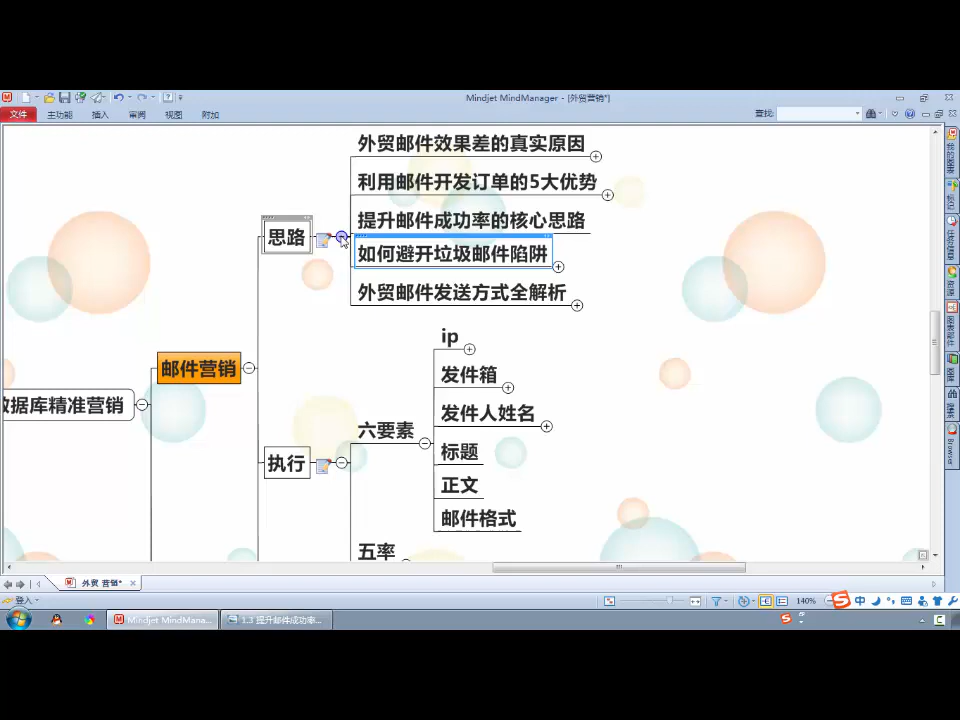 Mindjet MindManager - [外贸营销*]
文件 主功能 插入 审阅 视图 附加 查找:
外贸邮件效果差的真实原因
利用邮件开发订单的5大优势
提升邮件成功率的核心思路
思路
如何避开垃圾邮件陷阱
外贸邮件发送方式全解析
ip
邮件营销
发件箱
数据库精准营销
发件人姓名
六要素
标题
执行
正文
邮件格式
五率
Browser
外贸 营销*
登入
140%
中
Mindjet MindMana...
1.3 提升邮件成功率...